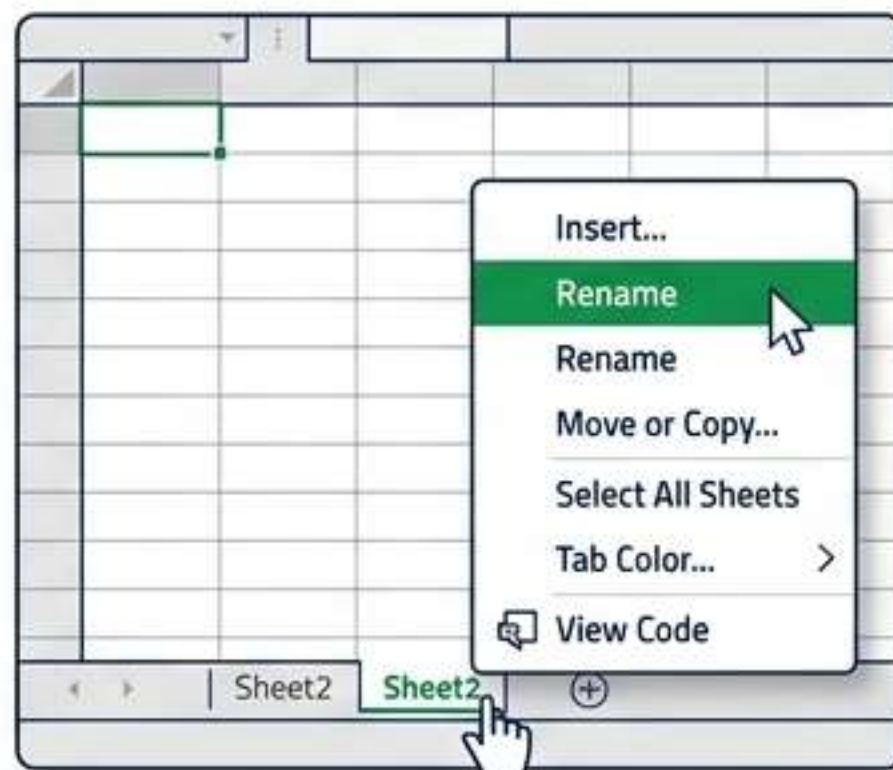 Insert...
Rename
Rename
Move or Copy...
Select All Sheets
Tab Color...
View Code
Sheet2 Sheet2